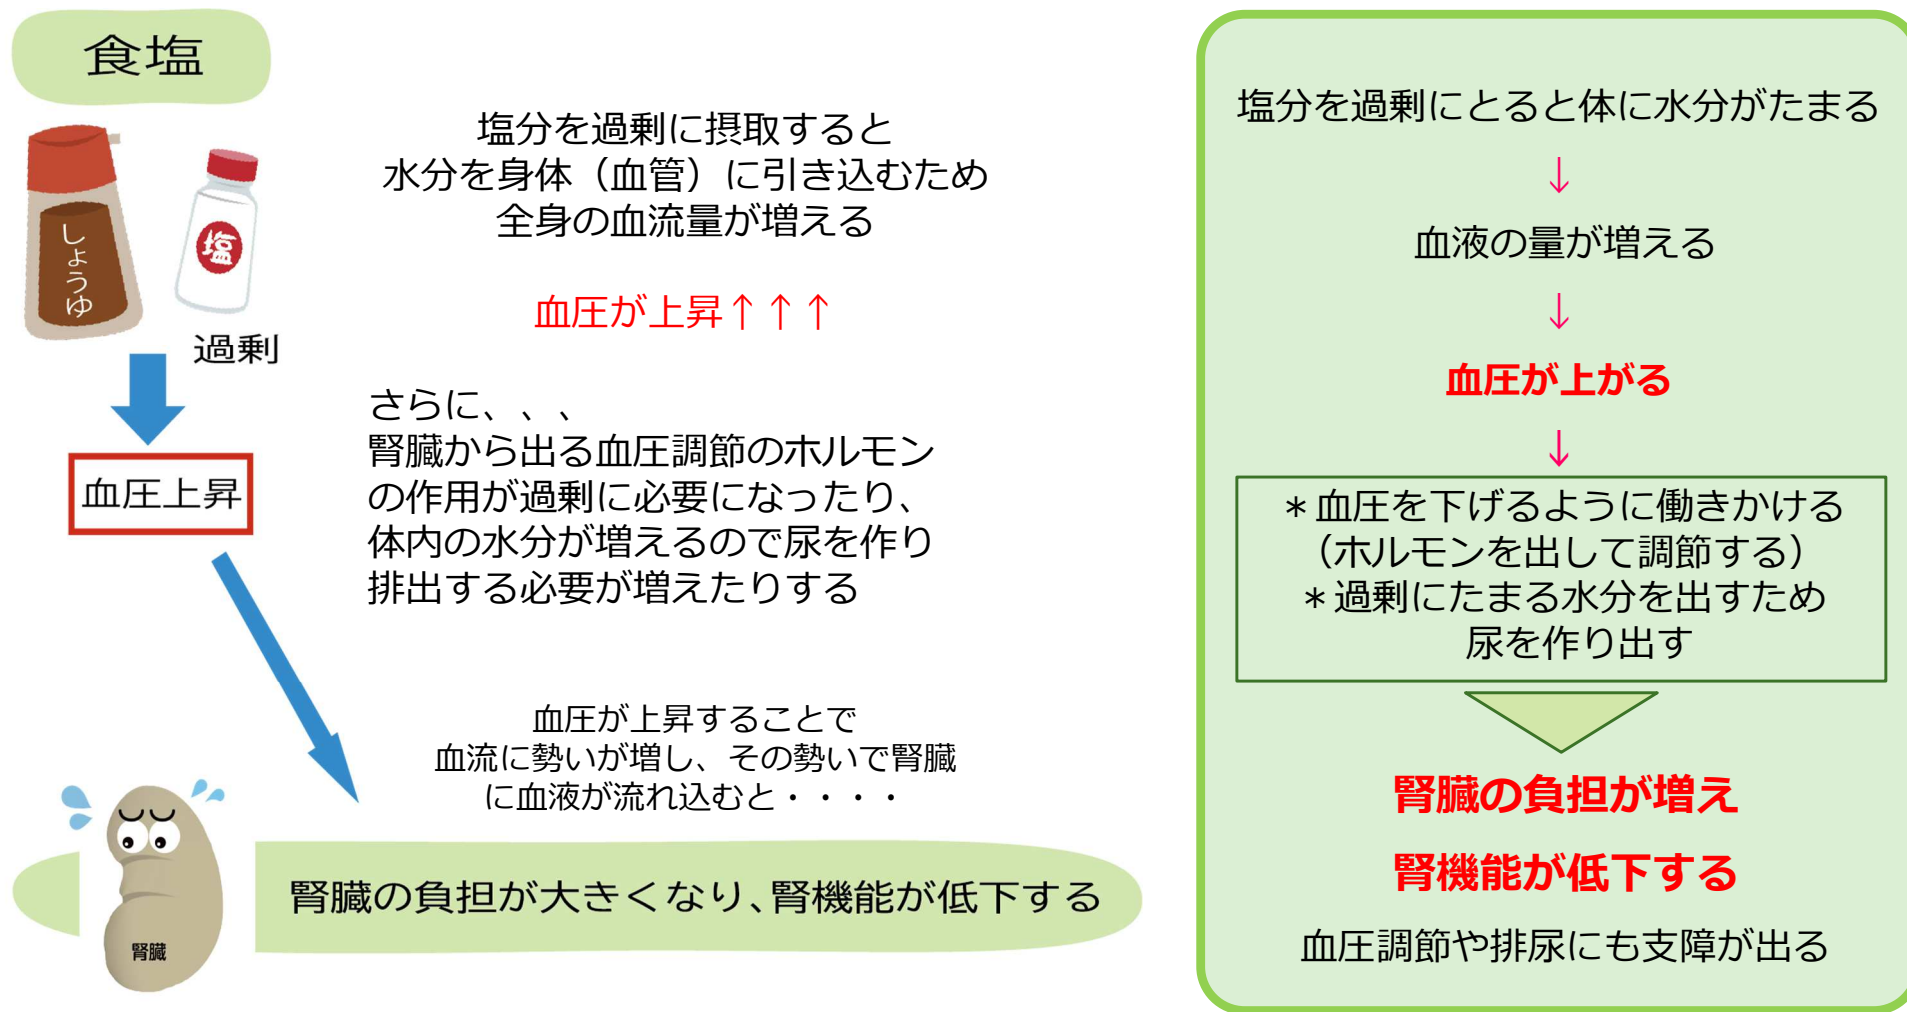 食塩
しょうゆ
塩
過剰
血圧上昇
塩分を過剰に摂取すると
水分を身体（血管）に引き込むため
全身の血流量が増える
血圧が上昇↑↑↑
さらに、、、
腎臓から出る血圧調節のホルモン
の作用が過剰に必要になったり、
体内の水分が増えるので尿を作り
排出する必要が増えたりする
血圧が上昇することで
血流に勢いが増し、その勢いで腎臓
に血液が流れ込むと・・・・
腎臓
腎臓の負担が大きくなり、腎機能が低下する
塩分を過剰にとると体に水分がたまる
↓
血液の量が増える
↓
血圧が上がる
↓
＊血圧を下げるように働きかける
（ホルモンを出して調節する）
＊過剰にたまる水分を出すため
尿を作り出す
腎臓の負担が増え
腎機能が低下する
血圧調節や排尿にも支障が出る